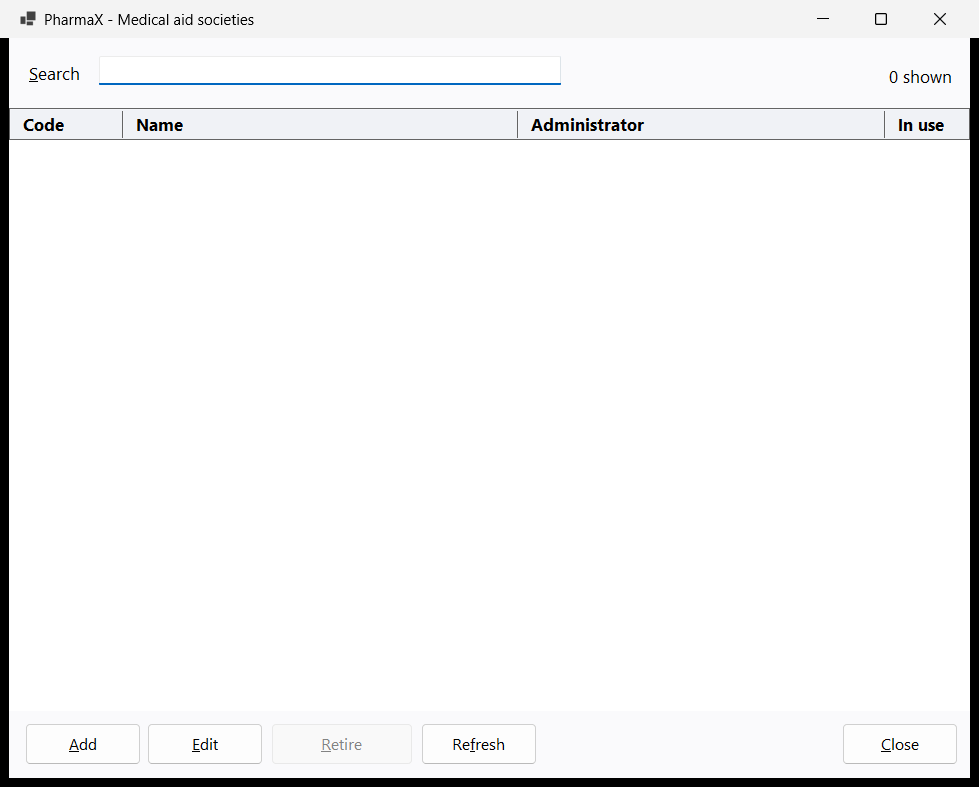 PharmaX - Medical aid societies
Search
0 shown
Code Name Administrator In use
Add Edit Retire Refresh Close